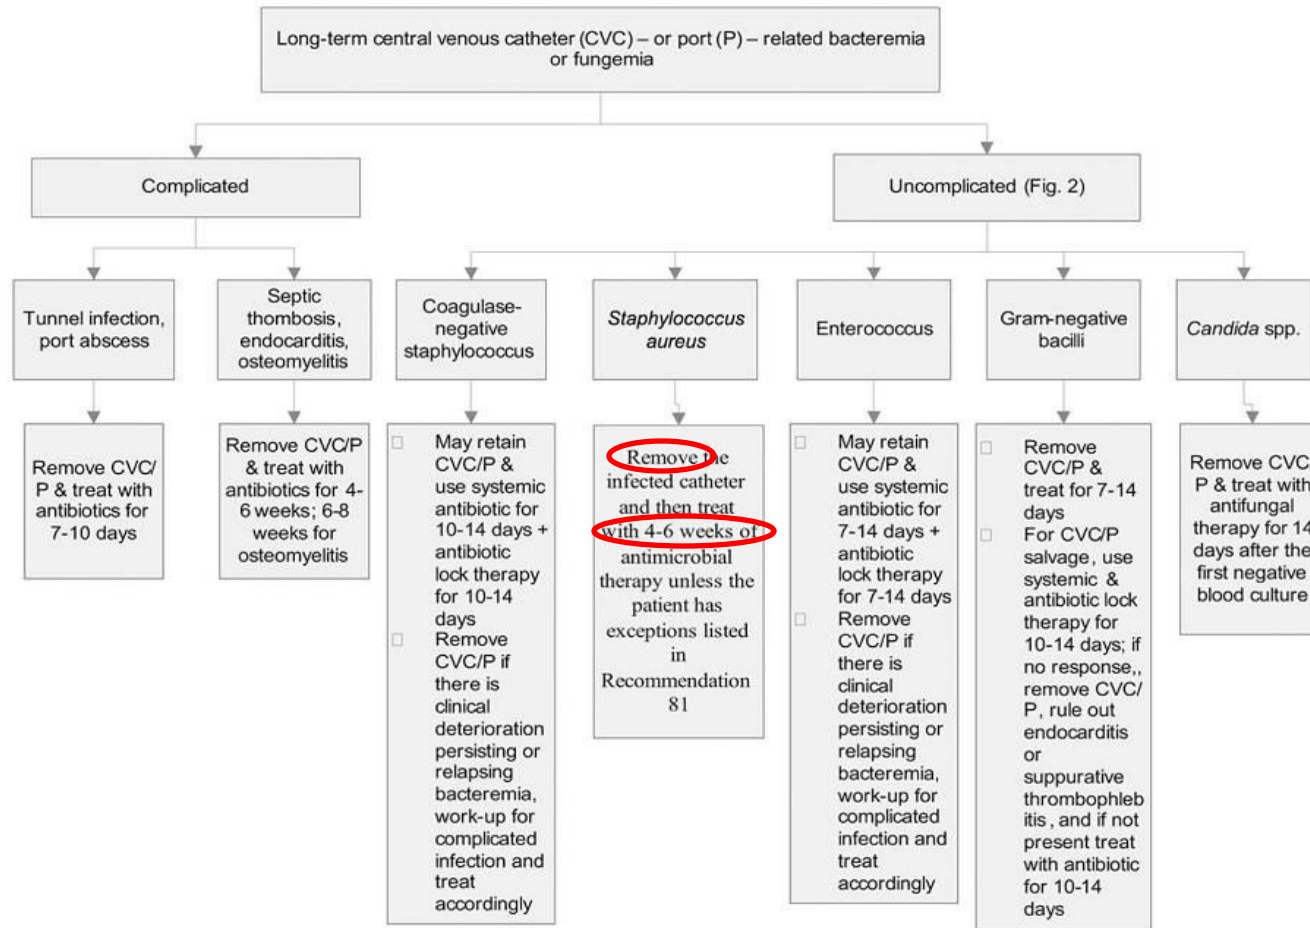 Long-term central venous catheter (CVC) – or port (P) – related bacteremia
or fungemia
Complicated
Uncomplicated (Fig. 2)
Tunnel infection,
port abscess
Septic
thombosis,
endocarditis,
osteomyelitis
Coagulase-
negative
staphylococcus
Staphylococcus
aureus
Enterococcus
Gram-negative
bacilli
Candida spp.
Remove CVC/
P & treat with
antibiotics for
7-10 days
Remove CVC/P
& treat with
antibiotics for 4-
6 weeks; 6-8
weeks for
osteomyelitis
May retain
CVC/P &
use systemic
antibiotic for
10-14 days +
antibiotic
lock therapy
for 10-14
days
Remove
CVC/P if
there is
clinical
deterioration
persisting or
relapsing
bacteremia,
work-up for
complicated
infection and
treat
accordingly
Remove the
infected catheter
and then treat
with 4-6 weeks of
antimicrobial
therapy unless the
patient has
exceptions listed
in
Recommendation
81
May retain
CVC/P &
use systemic
antibiotic for
7-14 days +
antibiotic
lock therapy
for 7-14 days
Remove
CVC/P if
there is
clinical
deterioration
persisting or
relapsing
bacteremia,
work-up for
complicated
infection and
treat
accordingly
Remove
CVC/P &
treat for 7-14
days
For CVC/P
salvage, use
systemic &
antibiotic lock
therapy for
10-14 days; if
no response,,
remove CVC/
P, rule out
endocarditis
or
suppurative
thrombophleb
itis, and if not
present treat
with antibiotic
for 10-14
days
Remove CVC/
P & treat with
antifungal
therapy for 14
days after the
first negative
blood culture